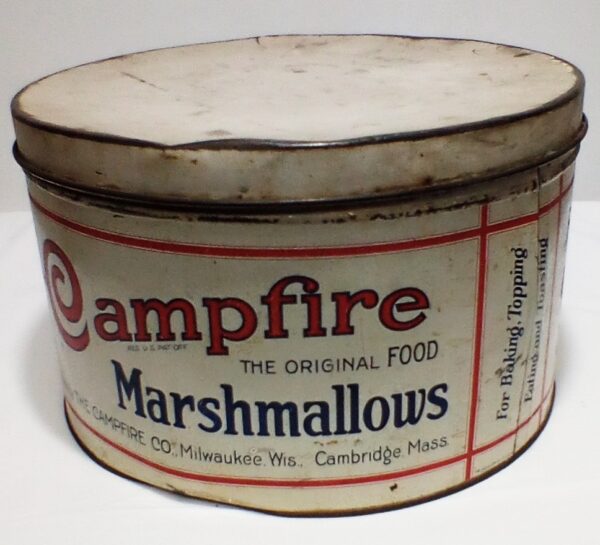 Campfire
REG. U.S. PAT. OFF.
THE ORIGINAL FOOD
Marshmallows
THE CAMPFIRE CO., Milwaukee, Wis., Cambridge, Mass.
For Baking, Topping
Eating and Toasting